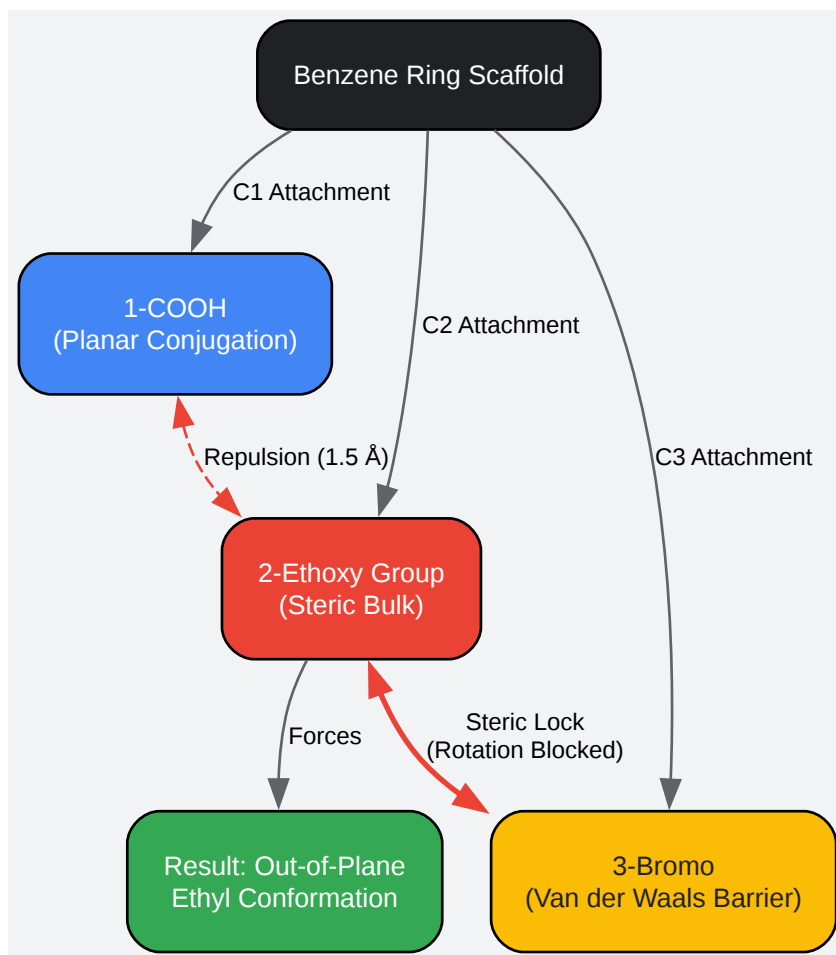 Benzene Ring Scaffold
C1 Attachment
1-COOH
(Planar Conjugation)
C2 Attachment
Repulsion (1.5 Å)
C3 Attachment
2-Ethoxy Group
(Steric Bulk)
Forces
Steric Lock
(Rotation Blocked)
Result: Out-of-Plane
Ethyl Conformation
3-Bromo
(Van der Waals Barrier)